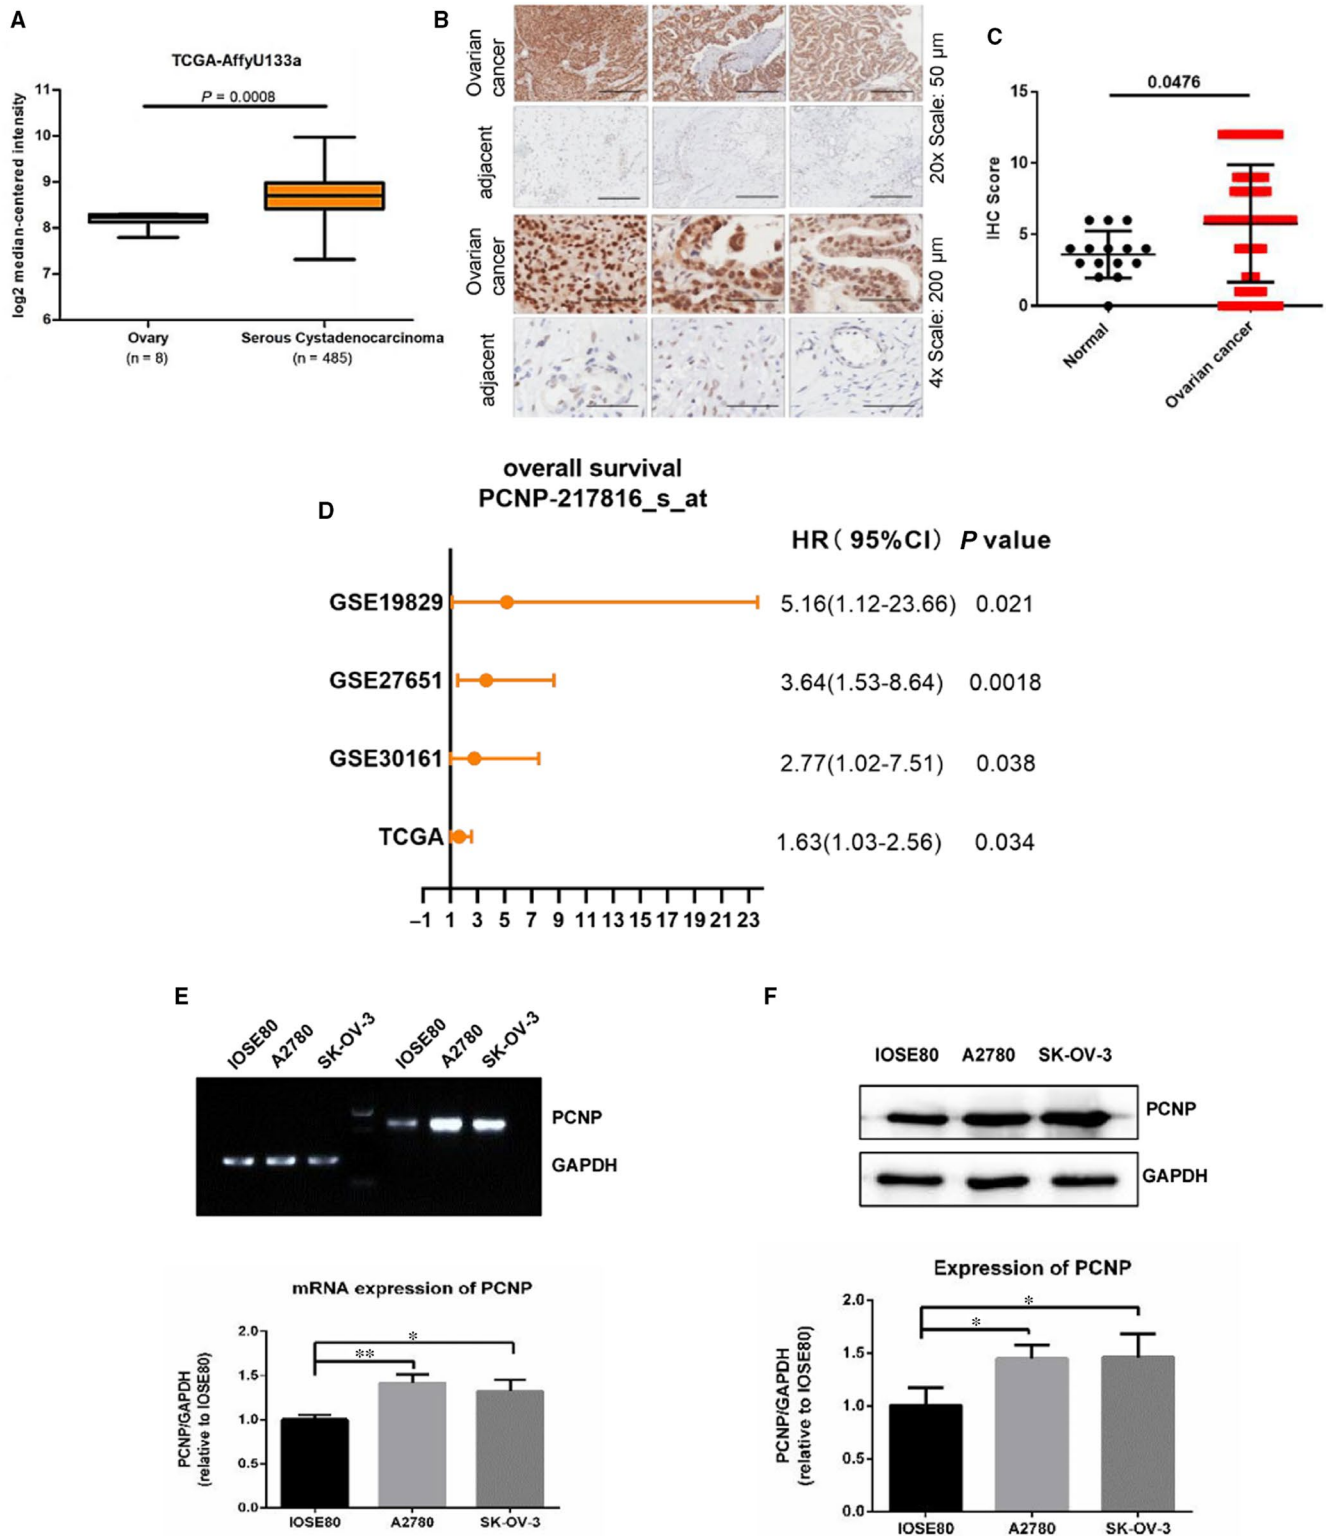 A
TCGA-AffyU133a
P = 0.0008
log2 median-centered intensity
11
10
9
8
7
6
Ovary
(n = 8)
Serous Cystadenocarcinoma
(n = 485)
B
Ovarian
cancer
adjacent
Ovarian
cancer
adjacent
20x Scale: 50 μm
4x Scale: 200 μm
C
0.0476
IHC Score
15
10
5
0
Normal
Ovarian cancer
D
overall survival
PCNP-217816_s_at
HR( 95%CI) P value
GSE19829 5.16(1.12-23.66) 0.021
GSE27651 3.64(1.53-8.64) 0.0018
GSE30161 2.77(1.02-7.51) 0.038
TCGA 1.63(1.03-2.56) 0.034
–1 1 3 5 7 9 11 13 15 17 19 21 23
E
IOSE80 A2780 SK-OV-3 IOSE80 A2780 SK-OV-3
PCNP
GAPDH
mRNA expression of PCNP
PCNP/GAPDH
(relative to IOSE80)
2.0
1.5
1.0
0.5
0.0
*
**
IOSE80 A2780 SK-OV-3
F
IOSE80 A2780 SK-OV-3
PCNP
GAPDH
Expression of PCNP
PCNP/GAPDH
(relative to IOSE80)
2.0
1.5
1.0
0.5
0.0
*
*
IOSE80 A2780 SK-OV-3